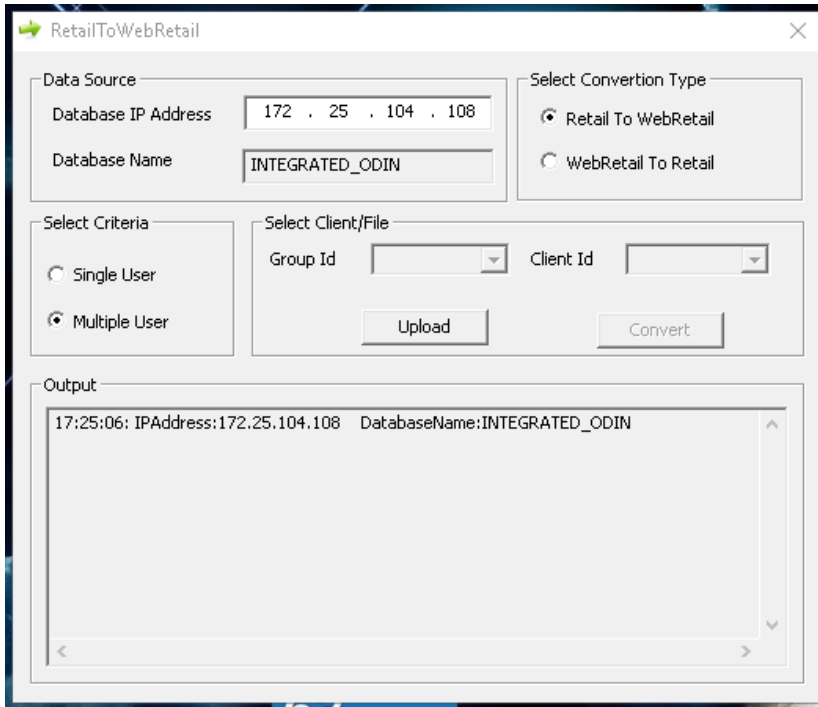 RetailToWebRetail
Data Source
Database IP Address 172 . 25 . 104 . 108
Database Name INTEGRATED_ODIN
Select Convertion Type
Retail To WebRetail
WebRetail To Retail
Select Criteria
Single User
Multiple User
Select Client/File
Group Id Client Id
Upload Convert
Output
17:25:06: IPAddress:172.25.104.108 DatabaseName:INTEGRATED_ODIN